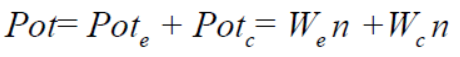 Pot= Pot_e + Pot_c= W_e n +W_c n